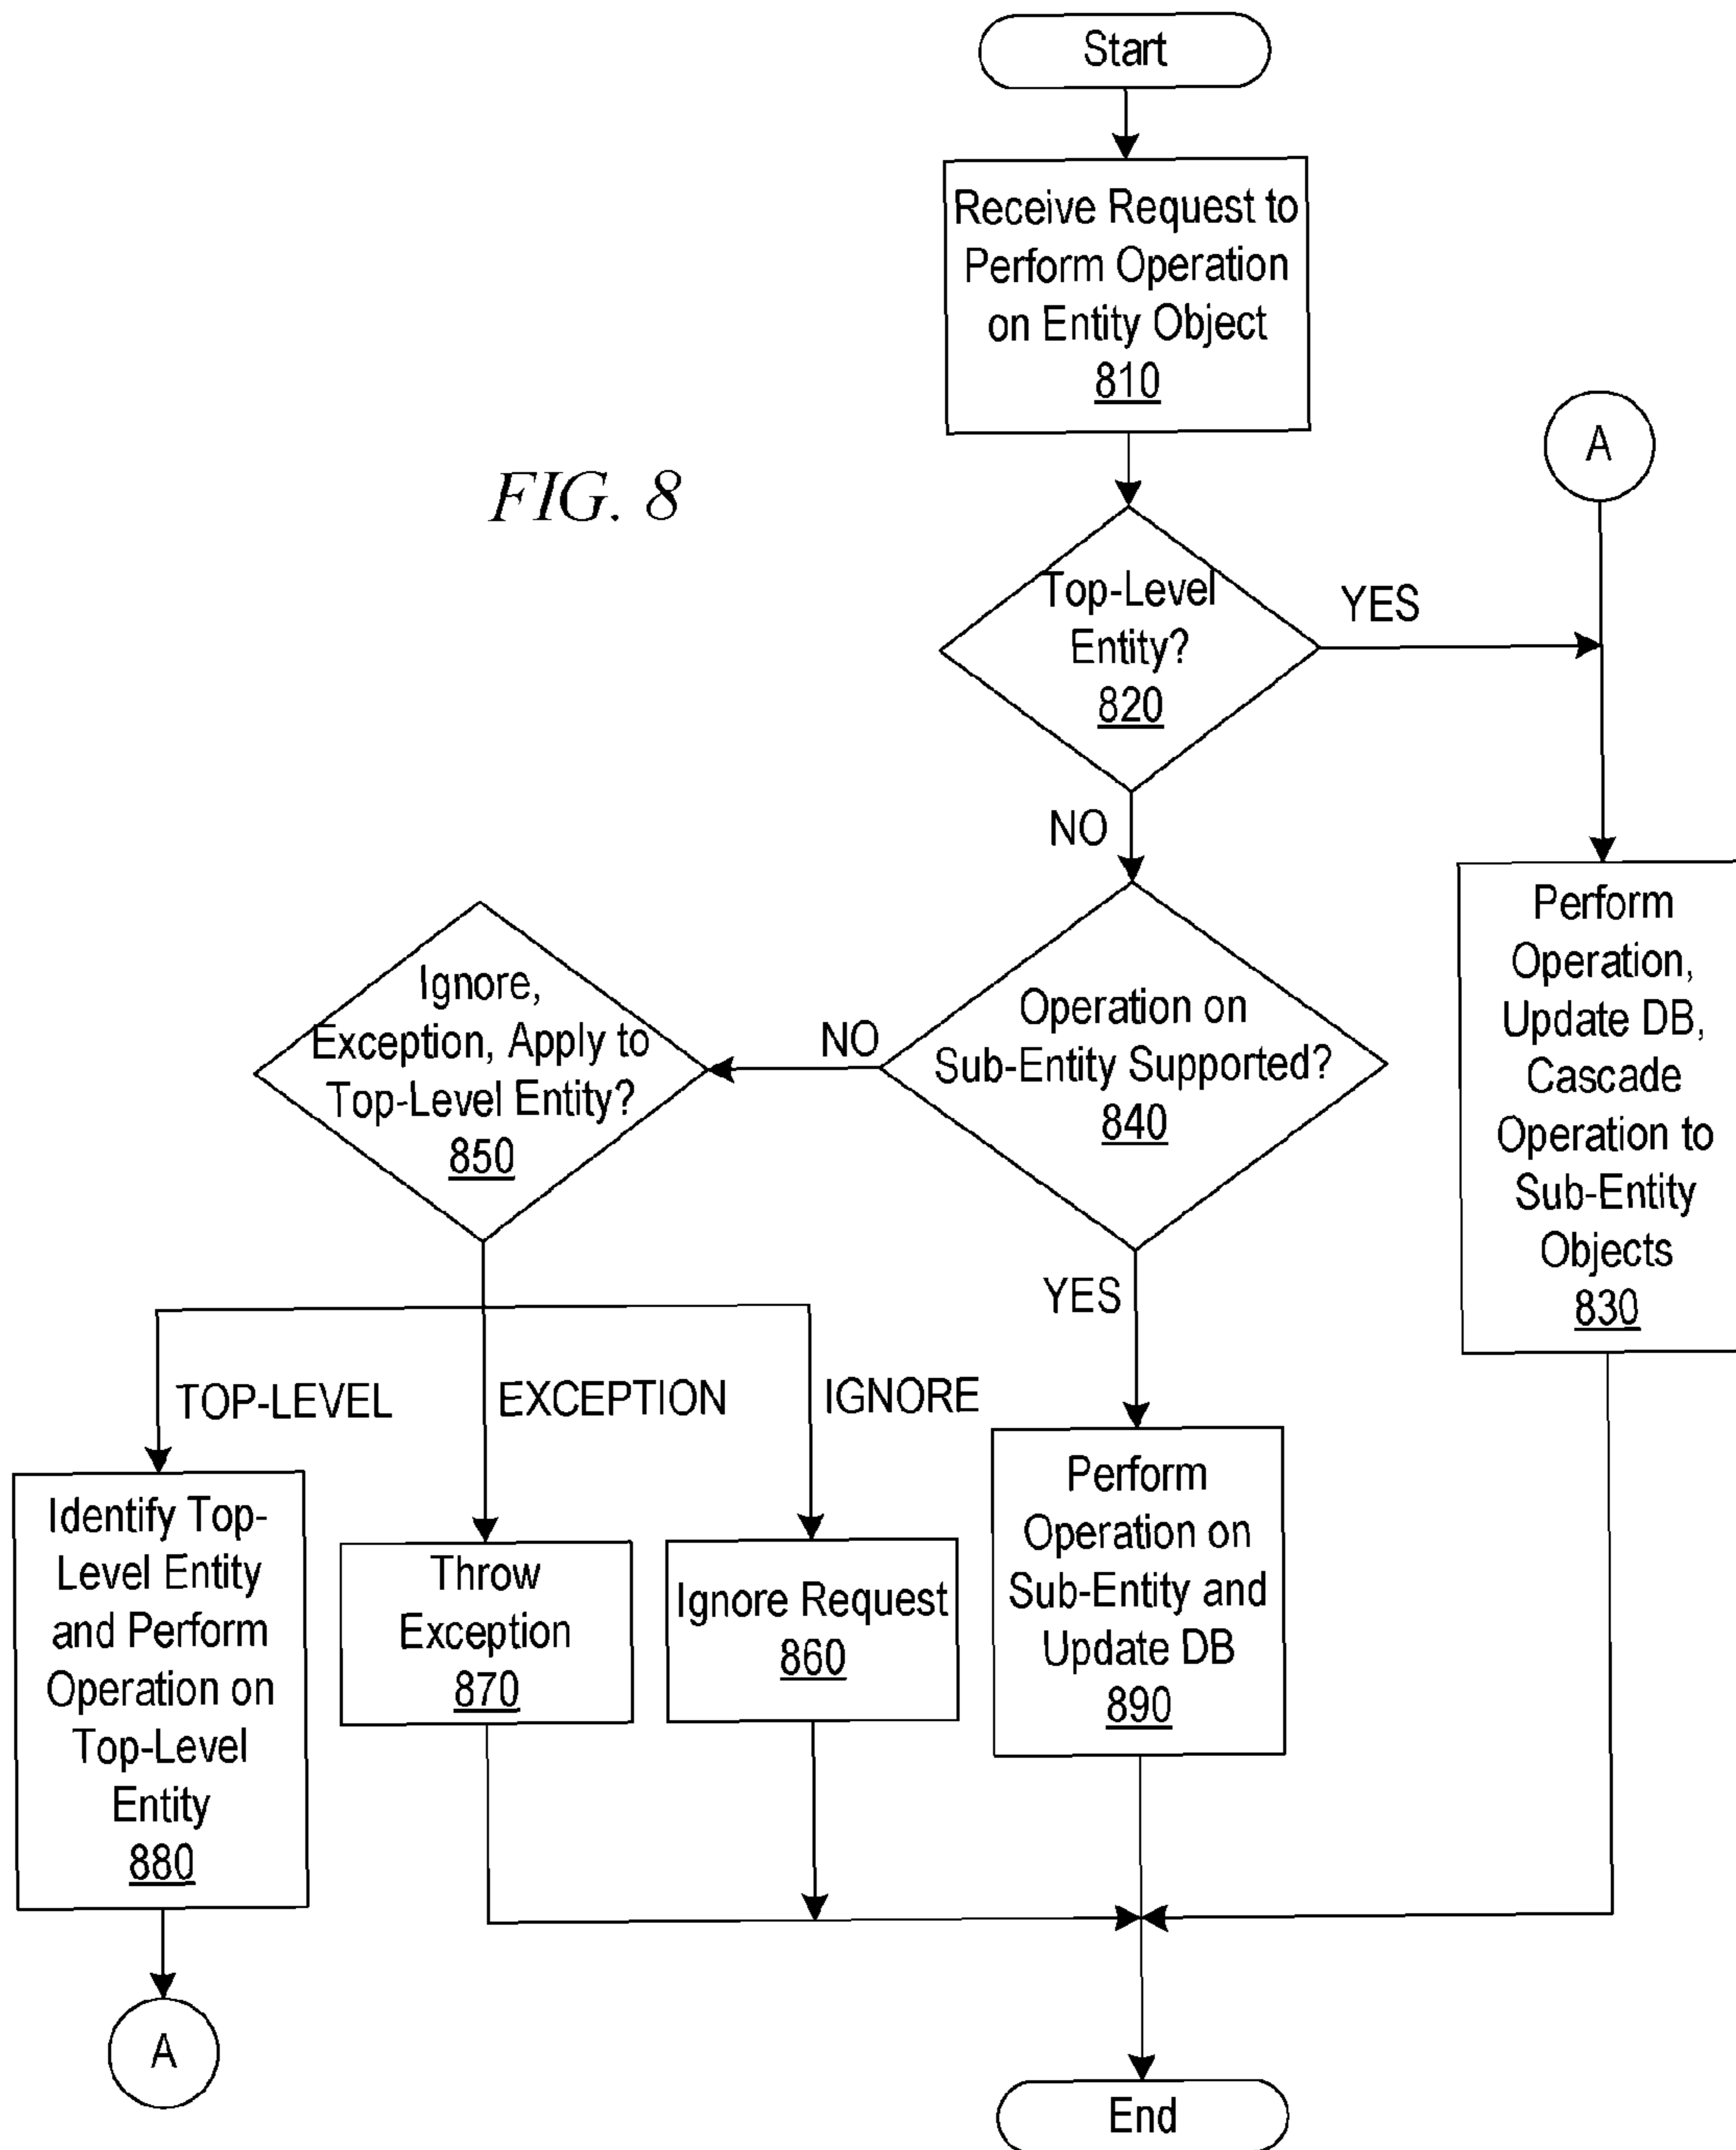 Start
Receive Request to
Perform Operation
on Entity Object
810
A
FIG. 8
Top-Level
Entity?
820
YES
NO
Perform
Operation,
Update DB,
Cascade
Operation to
Sub-Entity
Objects
830
Operation on
Sub-Entity Supported?
840
NO
Ignore,
Exception, Apply to
Top-Level Entity?
850
YES
TOP-LEVEL
EXCEPTION
IGNORE
Identify Top-
Level Entity
and Perform
Operation on
Top-Level
Entity
880
Throw
Exception
870
Ignore Request
860
Perform
Operation on
Sub-Entity and
Update DB
890
A
End